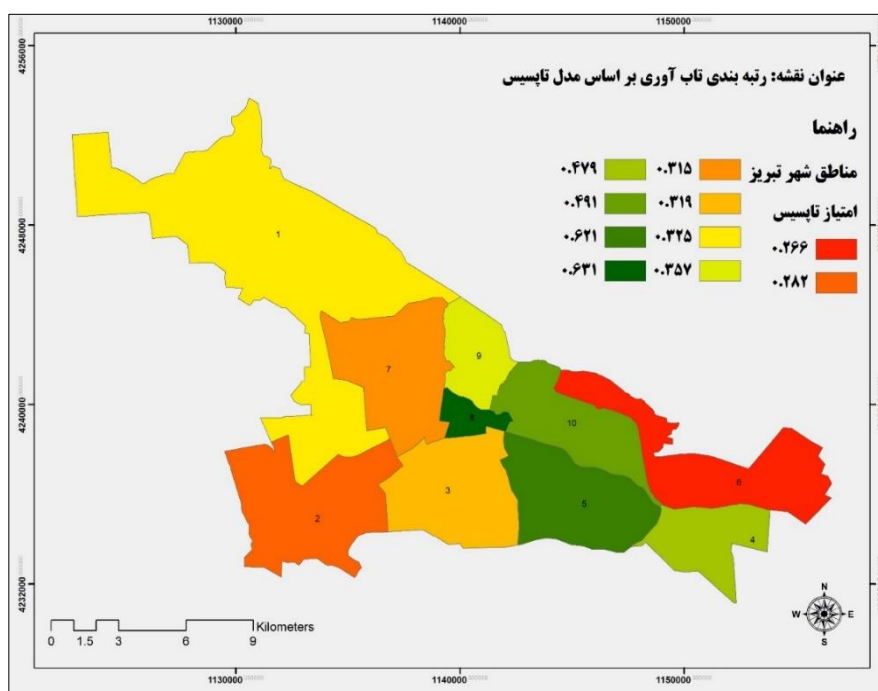 1130000 1140000 1150000
4256000
4248000
4240000
4232000
عنوان نقشه: رتبه بندی تاب آوری بر اساس مدل تاپسیس
راهنما
مناطق شهر تبریز
امتیاز تاپسیس
۰.۲۶۶
۰.۲۸۲
۰.۳۱۵
۰.۳۱۹
۰.۳۲۵
۰.۳۵۷
۰.۴۷۹
۰.۴۹۱
۰.۶۲۱
۰.۶۳۱
1
9
7
10
6
3
5
2
4
N
W E
S
Kilometers
0 1.5 3 6 9
1130000 1140000 1150000